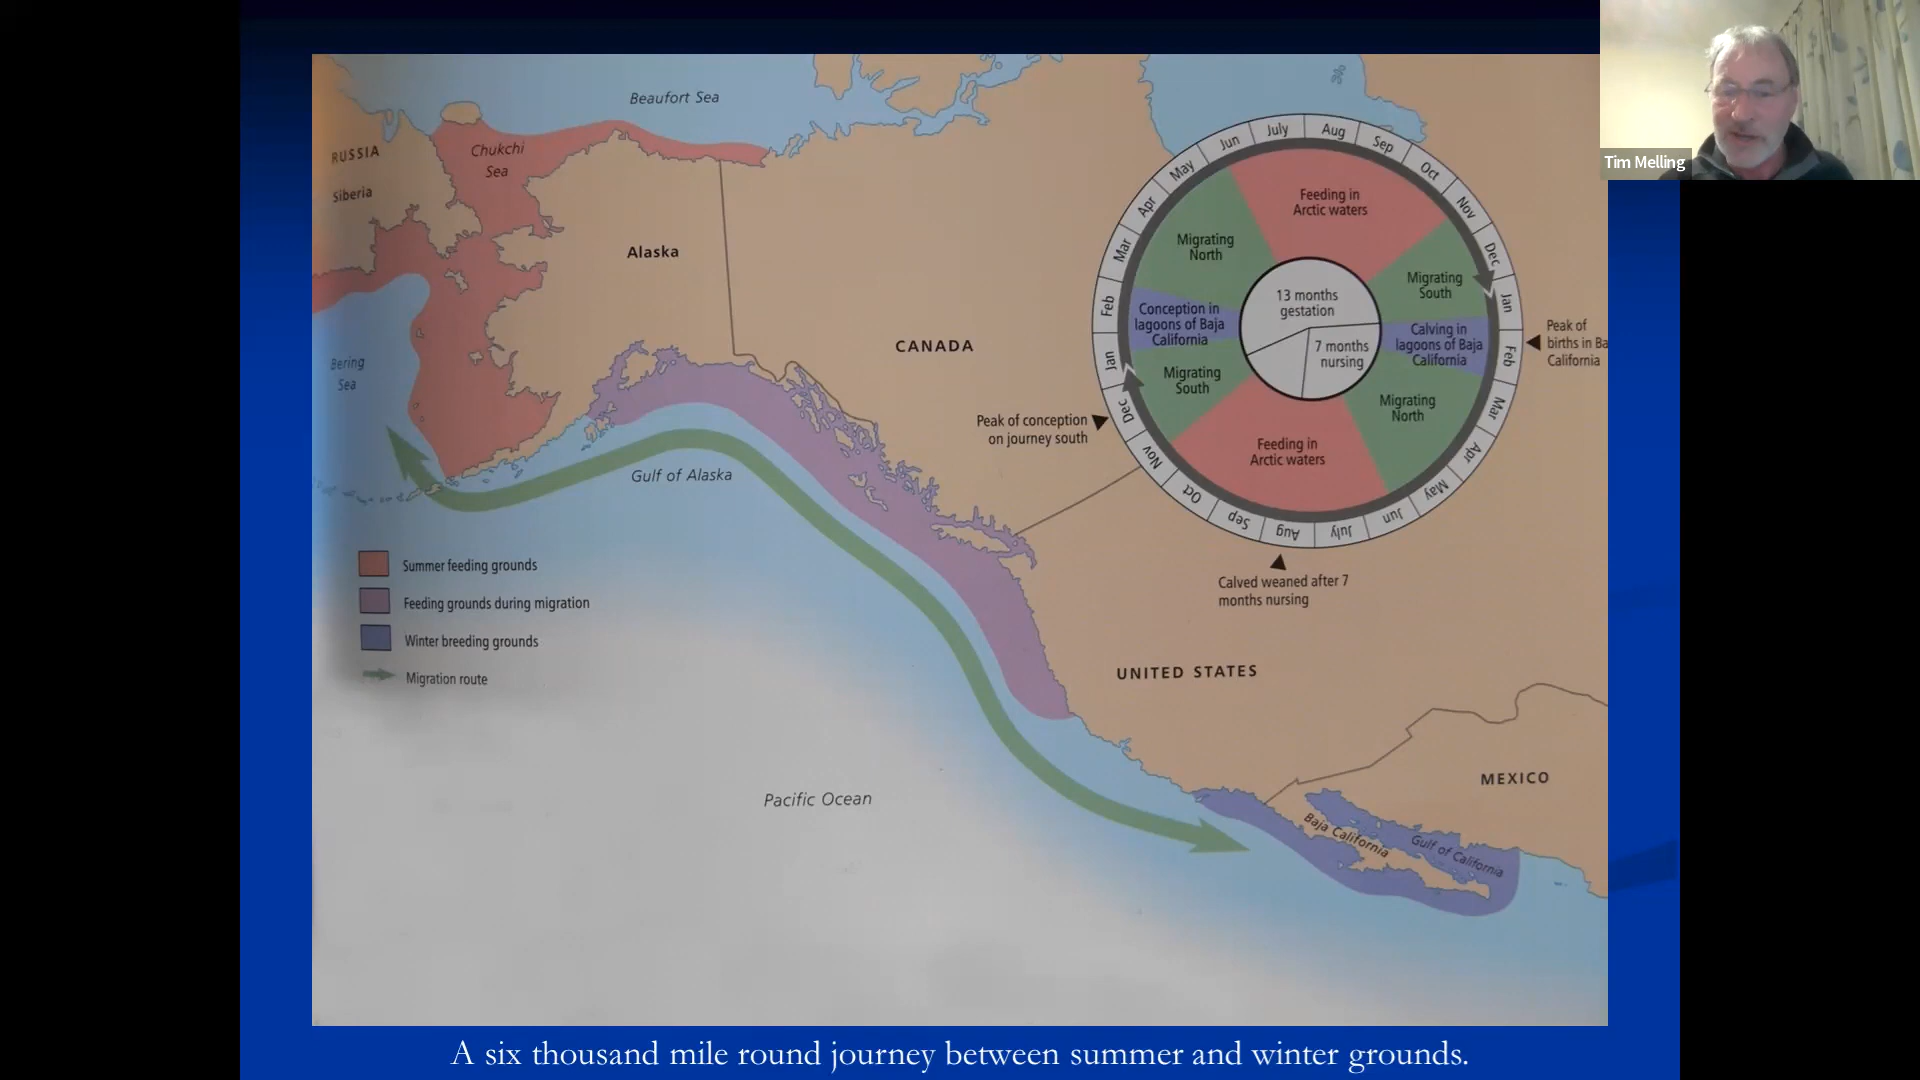 Beaufort Sea
RUSSIA
Siberia
Chukchi
Sea
Alaska
CANADA
Bering
Sea
Gulf of Alaska
Summer feeding grounds
Feeding grounds during migration
Winter breeding grounds
Migration route
Pacific Ocean
UNITED STATES
MEXICO
Baja California
Gulf of California
July
Aug
Sep
Oct
Nov
Dec
Jan
Feb
Mar
Apr
May
Jun
July
Aug
Sep
Oct
Nov
Dec
Jan
Feb
Mar
Apr
May
Jun
Feeding in
Arctic waters
Migrating
South
Calving in
lagoons of Baja
California
Migrating
North
Feeding in
Arctic waters
Migrating
South
Conception in
lagoons of Baja
California
Migrating
North
13 months
gestation
7 months
nursing
Peak of
births in Ba
California
Peak of conception
on journey south
Calved weaned after 7
months nursing
Tim Melling
A six thousand mile round journey between summer and winter grounds.